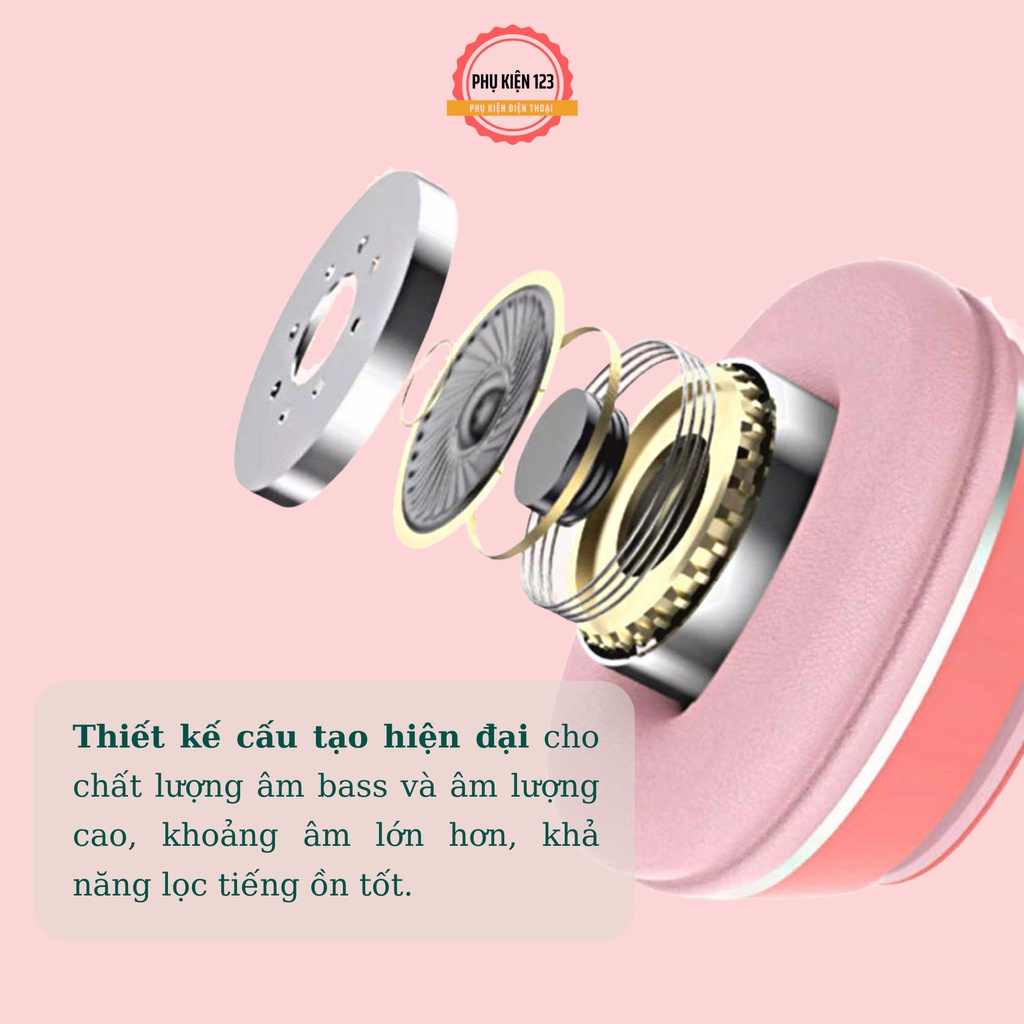 PHỤ KIỆN 123
PHỤ KIỆN ĐIỆN THOẠI
Thiết kế cấu tạo hiện đại cho
chất lượng âm bass và âm lượng
cao, khoảng âm lớn hơn, khả
năng lọc tiếng ồn tốt.